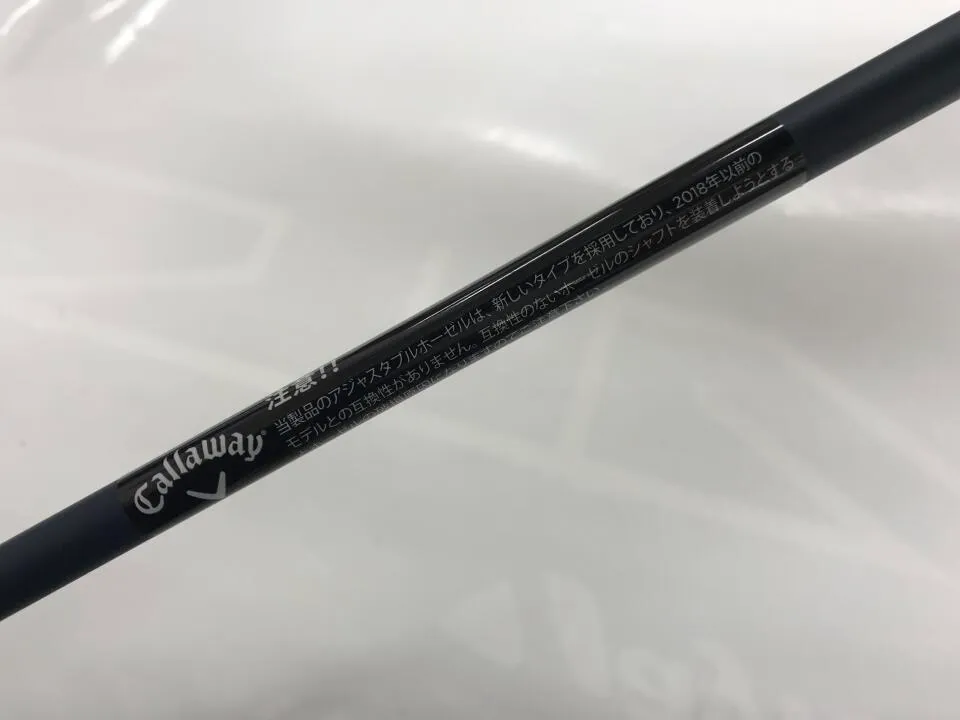 Callaway
注意!!
当製品のアジャスタブルホーゼルは、新しいタイプを採用しており、2018年以前の
モデルとの互換性がありません。互換性のないホーゼルのシャフトを装着しようとする